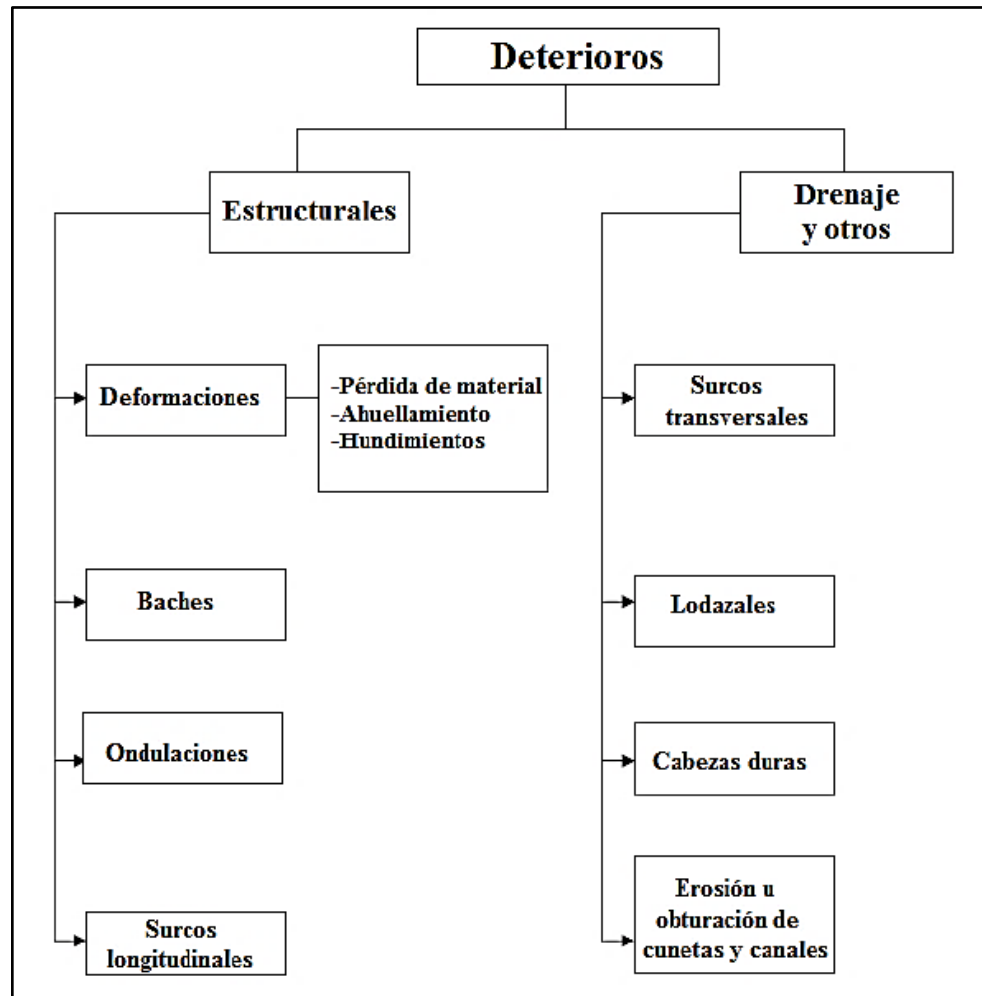 Deterioros
Estructurales
Deformaciones
-Pérdida de material
-Ahuellamiento
-Hundimientos
Baches
Ondulaciones
Surcos
longitudinales
Drenaje
y otros
Surcos
transversales
Lodazales
Cabezas duras
Erosión u
obturación de
cunetas y canales